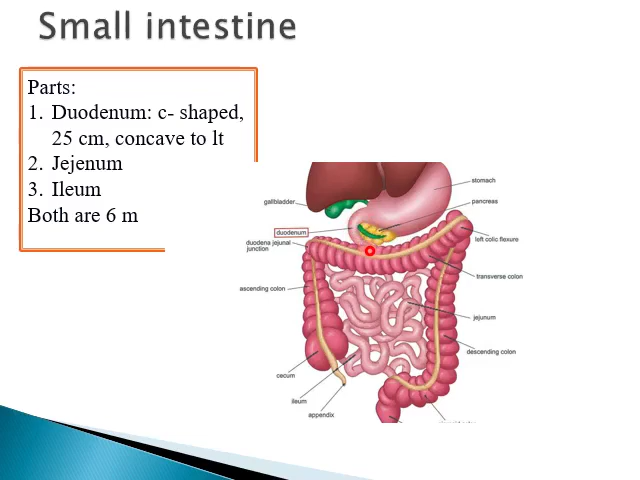 Small intestine
Parts:
1. Duodenum: c- shaped,
25 cm, concave to lt
2. Jejenum
3. Ileum
Both are 6 m
stomach
gallbladder
pancreas
duodenum
duodena jejunal
junction
left colic flexure
transverse colon
ascending colon
jejunum
descending colon
cecum
ileum
appendix